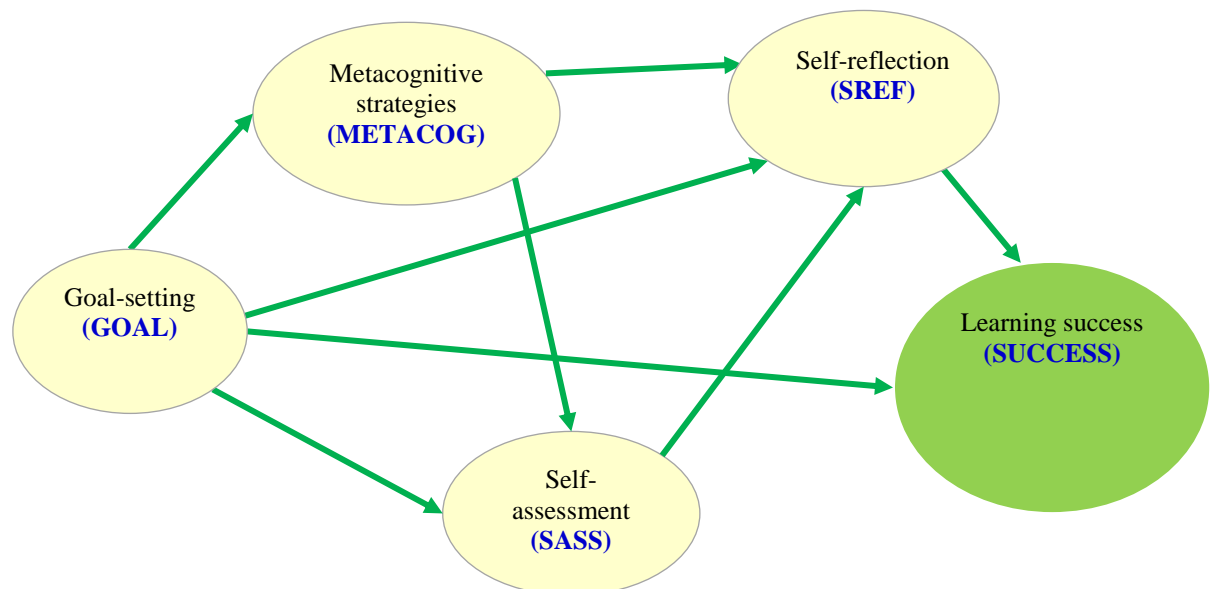 Metacognitive
strategies
(METACOG)
Self-reflection
(SREF)
Goal-setting
(GOAL)
Learning success
(SUCCESS)
Self-
assessment
(SASS)